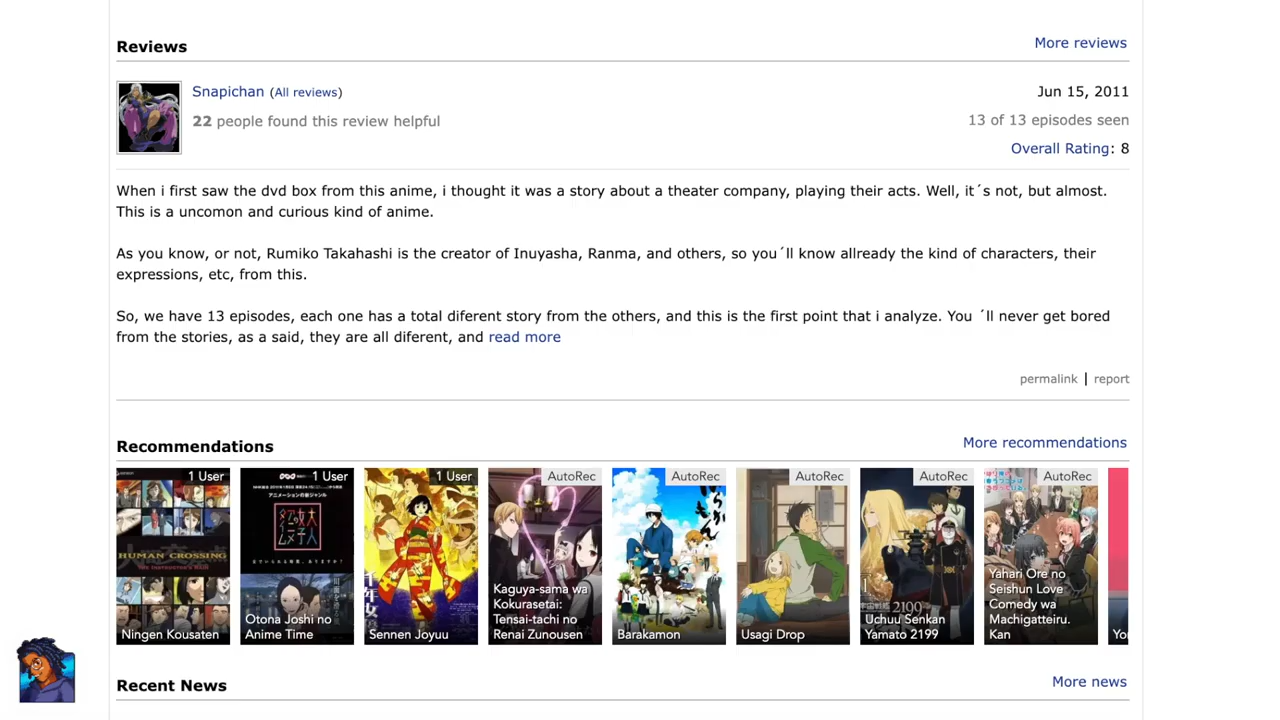 Reviews
More reviews
Snapichan (All reviews)
Jun 15, 2011
22 people found this review helpful
13 of 13 episodes seen
Overall Rating: 8
When i first saw the dvd box from this anime, i thought it was a story about a theater company, playing their acts. Well, it´s not, but almost.
This is a uncomon and curious kind of anime.
As you know, or not, Rumiko Takahashi is the creator of Inuyasha, Ranma, and others, so you´ll know allready the kind of characters, their
expressions, etc, from this.
So, we have 13 episodes, each one has a total diferent story from the others, and this is the first point that i analyze. You ´ll never get bored
from the stories, as a said, they are all diferent, and read more
permalink | report
Recommendations
More recommendations
1 User
HUMAN CROSSING
Ningen Kousaten
1 User
Otona Joshi no
Anime Time
1 User
千年女
Sennen Joyuu
AutoRec
Kaguya-sama wa
Kokurasetai:
Tensai-tachi no
Renai Zunousen
AutoRec
Barakamon
AutoRec
Usagi Drop
AutoRec
2199
Uchuu Senkan
Yamato 2199
AutoRec
Yahari Ore no
Seishun Love
Comedy wa
Machigatteiru.
Kan
Yo
Recent News
More news